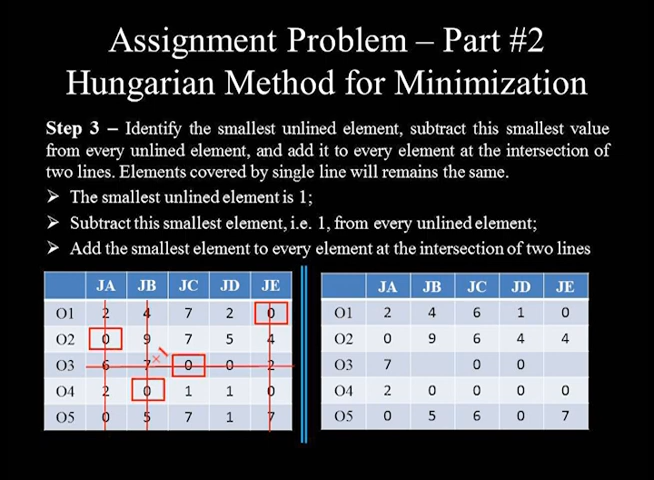 Assignment Problem – Part #2
Hungarian Method for Minimization
Step 3 – Identify the smallest unlined element, subtract this smallest value
from every unlined element, and add it to every element at the intersection of
two lines. Elements covered by single line will remains the same.
➢ The smallest unlined element is 1;
➢ Subtract this smallest element, i.e. 1, from every unlined element;
➢ Add the smallest element to every element at the intersection of two lines
JA JB JC JD JE
O1 2 4 7 2 0
O2 0 9 7 5 4
O3 6 7 0 0 2
O4 2 0 1 1 0
O5 0 5 7 1 7
JA JB JC JD JE
O1 2 4 6 1 0
O2 0 9 6 4 4
O3 7 0 0
O4 2 0 0 0 0
O5 0 5 6 0 7